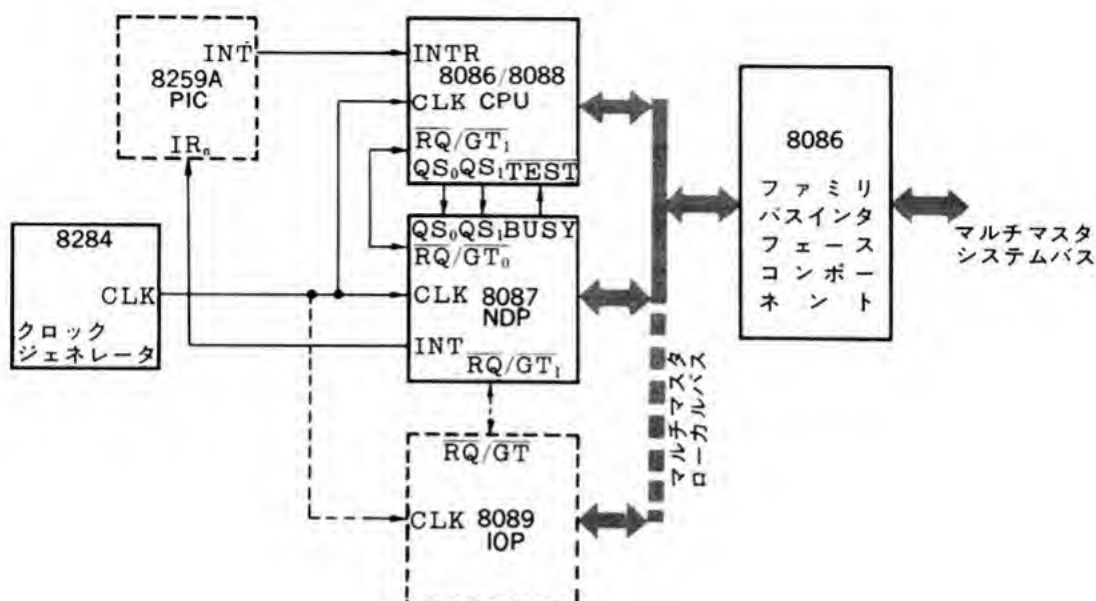 INT
8259A
PIC
IRn
8284
CLK
クロック
ジェネレータ
INTR
8086/8088
CLK CPU
RQ/GT1
QS0QS1TEST
QS0QS1BUSY
RQ/GT0
CLK 8087
NDP
INT
RQ/GT1
RQ/GT
CLK 8089
IOP
マルチマスタ
ローカルバス
8086
ファミリ
バスインタ
フェース
コンポー
ネント
マルチマスタ
システムバス